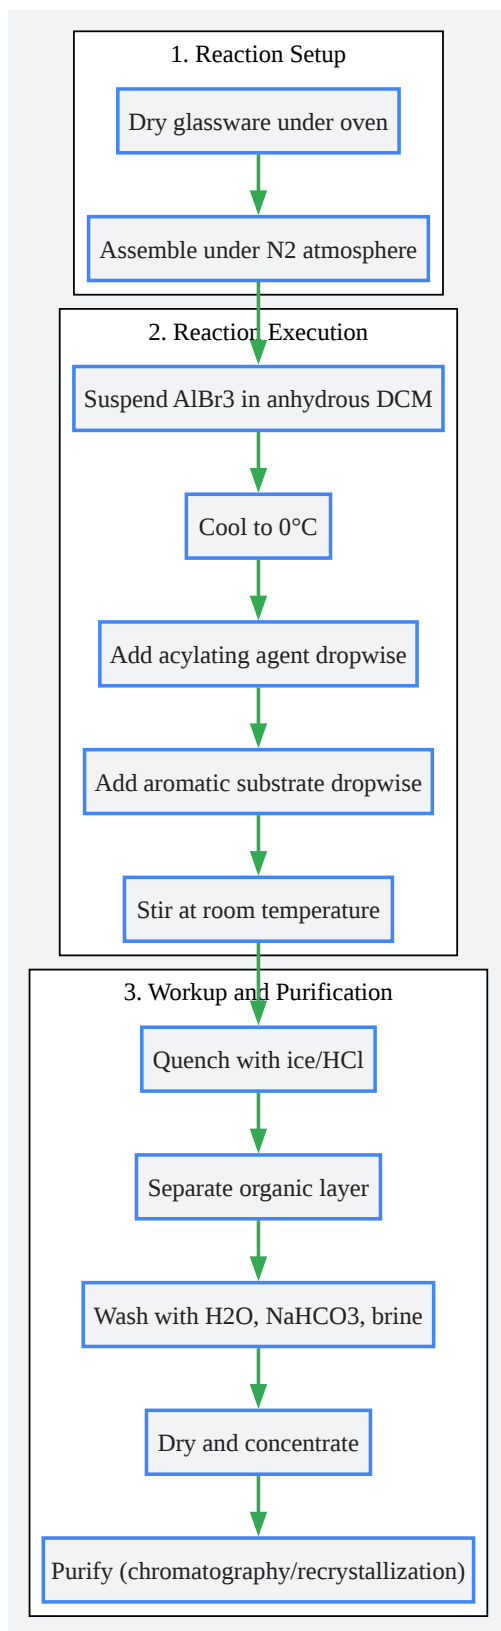 1. Reaction Setup
Dry glassware under oven
Assemble under N2 atmosphere
2. Reaction Execution
Suspend AlBr3 in anhydrous DCM
Cool to 0°C
Add acylating agent dropwise
Add aromatic substrate dropwise
Stir at room temperature
3. Workup and Purification
Quench with ice/HCl
Separate organic layer
Wash with H2O, NaHCO3, brine
Dry and concentrate
Purify (chromatography/recrystallization)